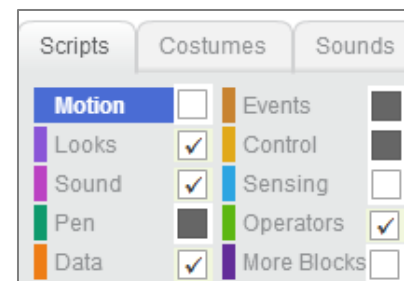 Scripts Costumes Sounds
Motion Events
Looks Control
Sound Sensing
Pen Operators
Data More Blocks